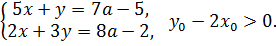 { 5x + y = 7a − 5,
2x + 3y = 8a − 2, y₀ − 2x₀ > 0.